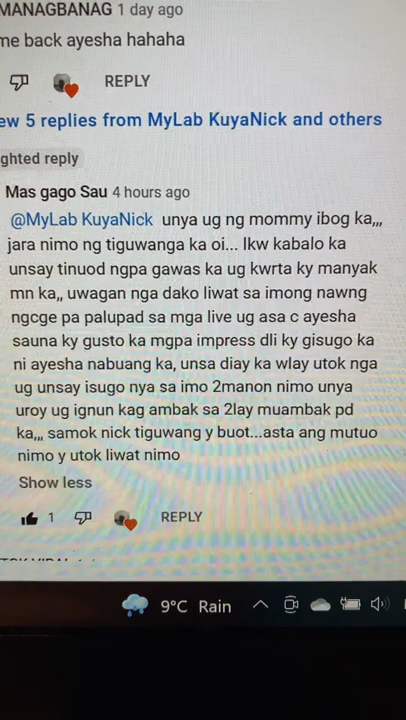 MANAGBANAG 1 day ago
me back ayesha hahaha
REPLY
ew 5 replies from MyLab KuyaNick and others
ghted reply
Mas gago Sau 4 hours ago
@MyLab KuyaNick unya ug ng mommy ibog ka,,,
jara nimo ng tiguwanga ka oi... Ikw kabalo ka
unsay tinuod ngpa gawas ka ug kwrta ky manyak
mn ka,, uwagan nga dako liwat sa imong nawng
ngcge pa palupad sa mga live ug asa c ayesha
sauna ky gusto ka mgpa impress dli ky gisugo ka
ni ayesha nabuang ka, unsa diay ka wlay utok nga
ug unsay isugo nya sa imo 2manon nimo unya
uroy ug ignun kag ambak sa 2lay muambak pd
ka,,, samok nick tiguwang y buot...asta ang mutuo
nimo y utok liwat nimo
Show less
1 REPLY
9°C Rain